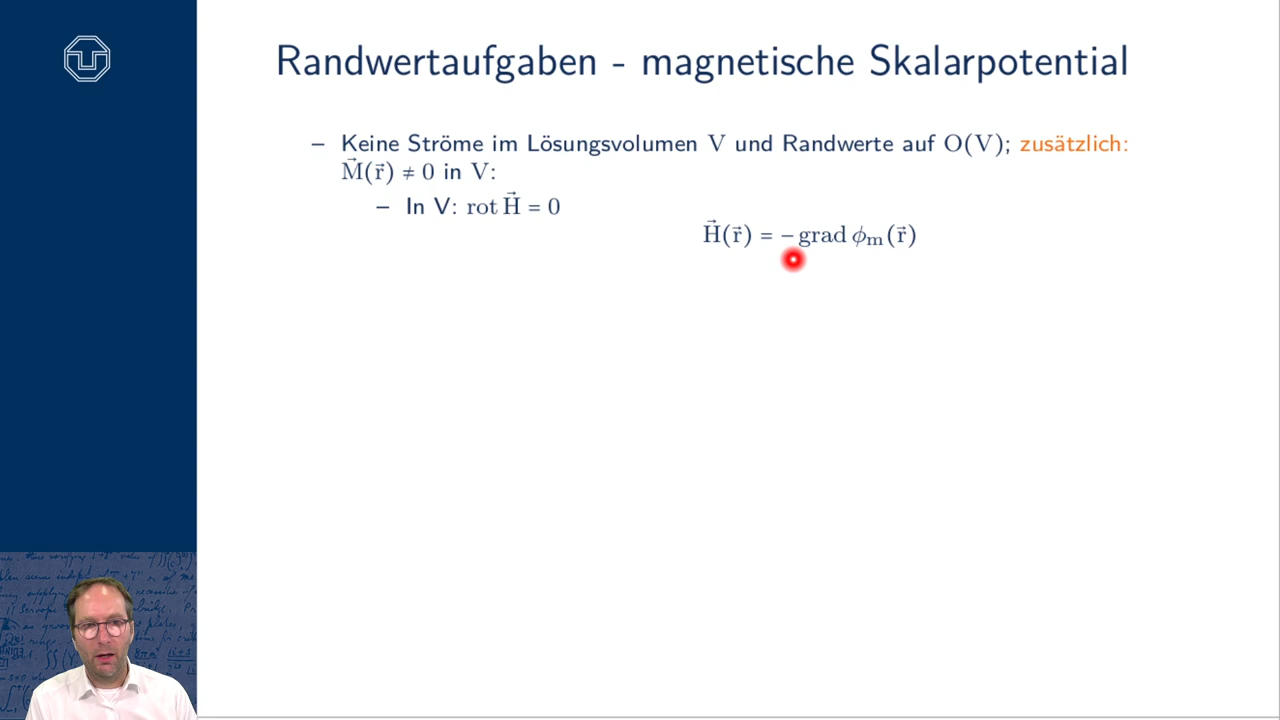 Randwertaufgaben - magnetische Skalarpotential
– Keine Ströme im Lösungsvolumen V und Randwerte auf O(V); zusätzlich:
M⃗(r⃗) ≠ 0 in V:
– In V: rot H⃗ = 0
H⃗(r⃗) = − grad ϕₘ(r⃗)